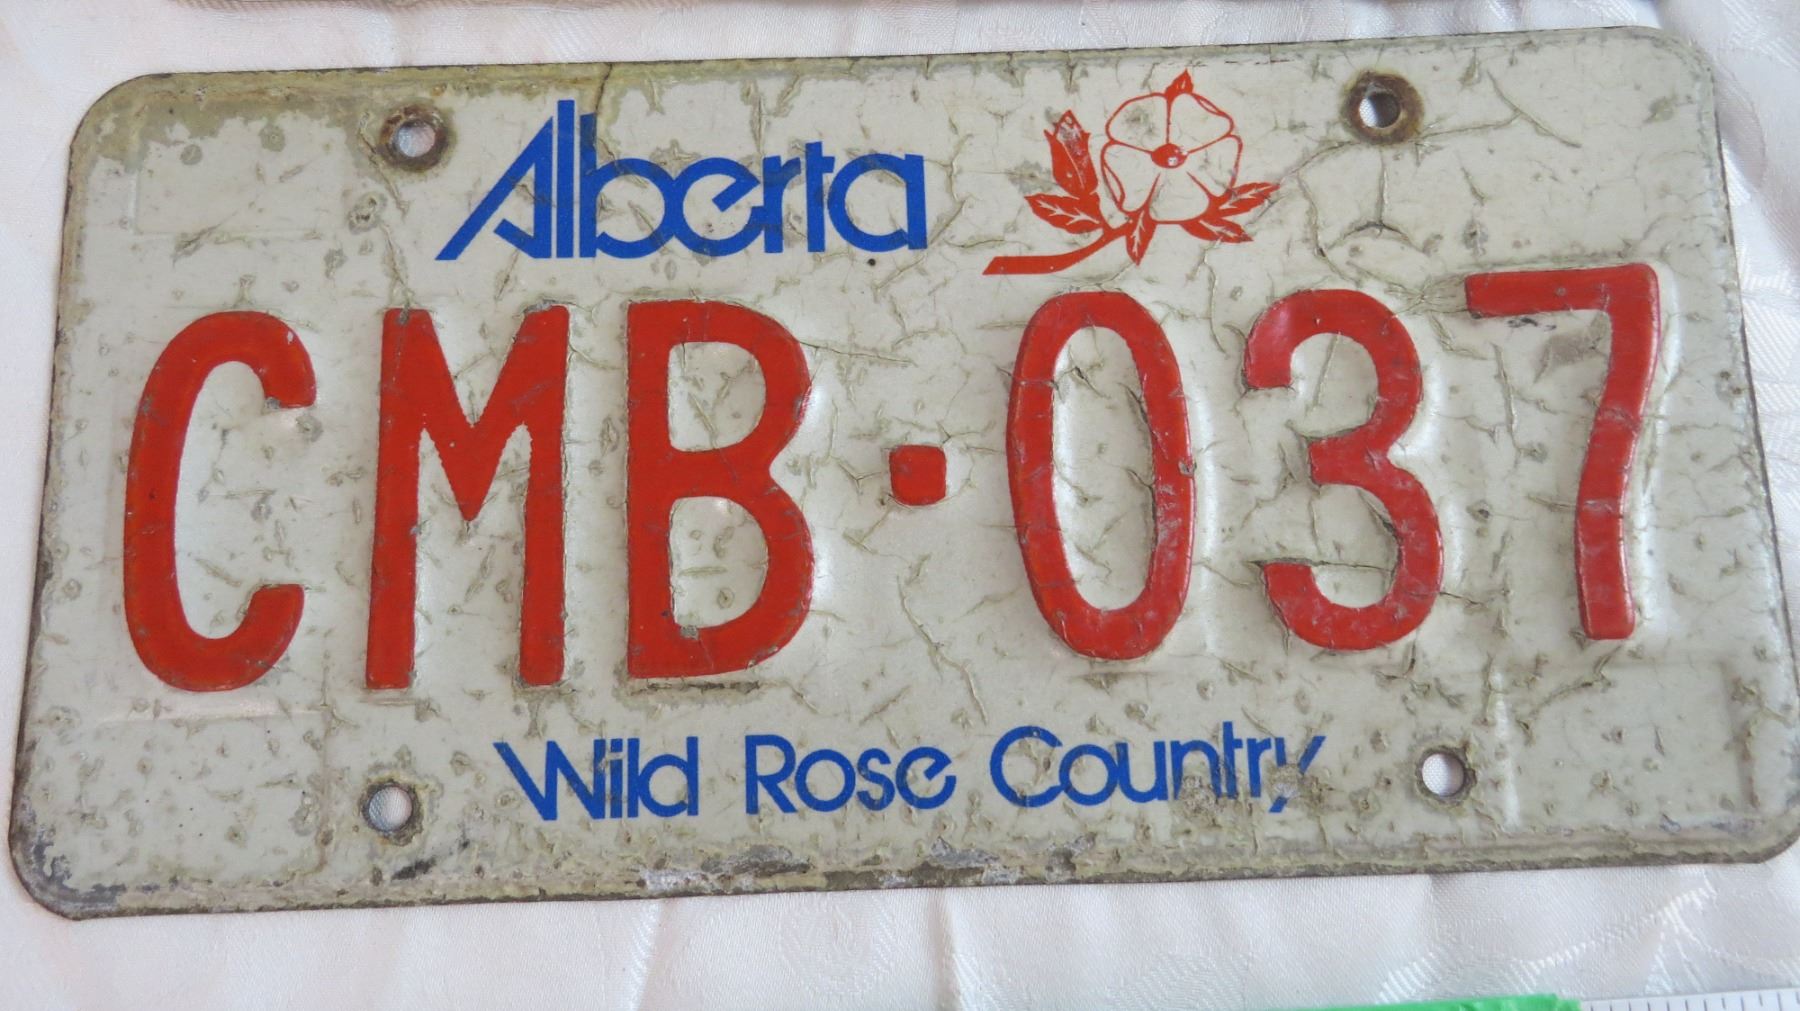 Alberta
CMB·037
Wild Rose Country